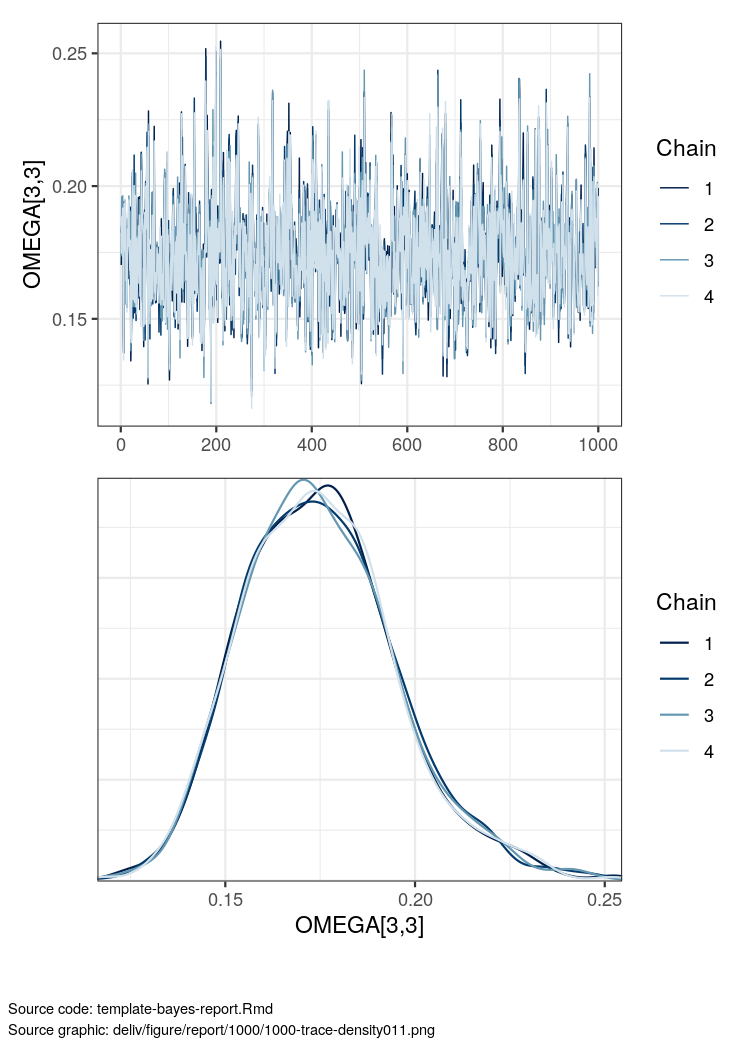 0.25
0.20
0.15
OMEGA[3,3]
0 200 400 600 800 1000
Chain
1
2
3
4
0.15 0.20 0.25
OMEGA[3,3]
Chain
1
2
3
4
Source code: template-bayes-report.Rmd
Source graphic: deliv/figure/report/1000/1000-trace-density011.png